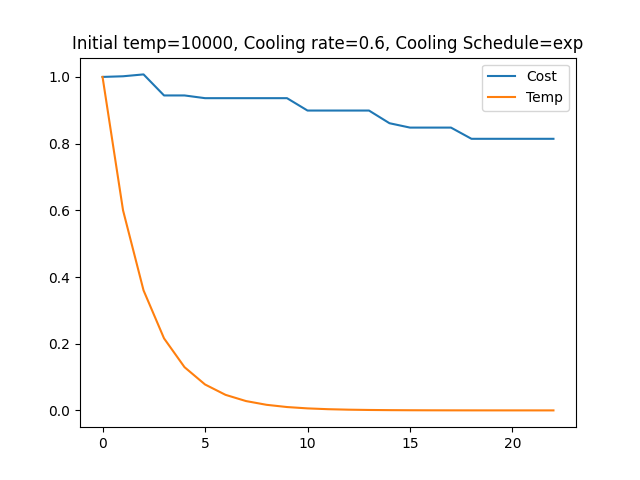 Initial temp=10000, Cooling rate=0.6, Cooling Schedule=exp
Cost
Temp
1.0
0.8
0.6
0.4
0.2
0.0
0 5 10 15 20